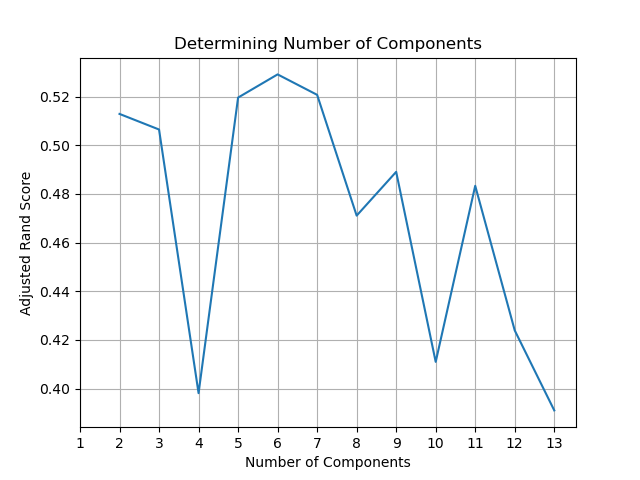 Determining Number of Components
Adjusted Rand Score
0.52
0.50
0.48
0.46
0.44
0.42
0.40
1 2 3 4 5 6 7 8 9 10 11 12 13
Number of Components